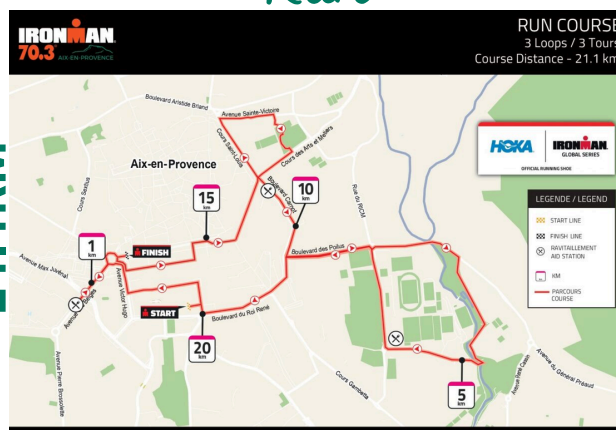 IRONMAN
70.3 AIX-EN-PROVENCE
RUN COURSE
3 Loops / 3 Tours
Course Distance - 21.1 km
Boulevard Aristide Briand
Avenue Sainte-Victoire
Cours Saint-Louis
Cours des Arts et Métiers
Aix-en-Provence
Cours Sextius
Boulevard Carnot
Rue du RICM
15 km
10 km
1 km
FINISH
Boulevard des Poilus
Avenue Max Juvénal
Avenue Victor Hugo
START
Boulevard du Roi René
20 km
5 km
Cours Gambetta
Avenue Pierre Brossolette
Avenue René Cassin
Avenue du Général Préaud
HOKA
IRONMAN
GLOBAL SERIES
OFFICIAL RUNNING SHOE
LEGENDE / LEGEND
START LINE
FINISH LINE
RAVITAILLEMENT
AID STATION
KM
PARCOURS
COURSE